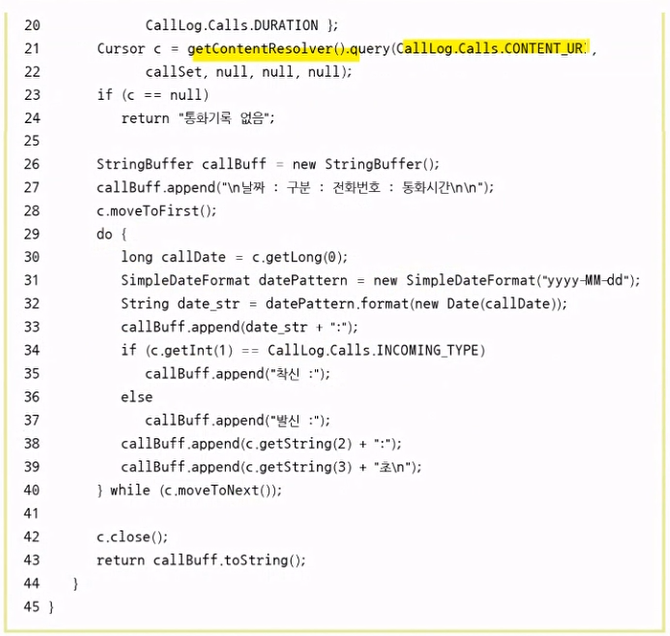 20 CallLog.Calls.DURATION };
21 Cursor c = getContentResolver().query(CallLog.Calls.CONTENT_UR ,
22 callSet, null, null, null);
23 if (c == null)
24 return "통화기록 없음";
25
26 StringBuffer callBuff = new StringBuffer();
27 callBuff.append("\n날짜 : 구분 : 전화번호 : 통화시간\n\n");
28 c.moveToFirst();
29 do {
30 long callDate = c.getLong(0);
31 SimpleDateFormat datePattern = new SimpleDateFormat("yyyy-MM-dd");
32 String date_str = datePattern.format(new Date(callDate));
33 callBuff.append(date_str + ":");
34 if (c.getInt(1) == CallLog.Calls.INCOMING_TYPE)
35 callBuff.append("착신 :");
36 else
37 callBuff.append("발신 :");
38 callBuff.append(c.getString(2) + ":");
39 callBuff.append(c.getString(3) + "초\n");
40 } while (c.moveToNext());
41
42 c.close();
43 return callBuff.toString();
44 }
45 }